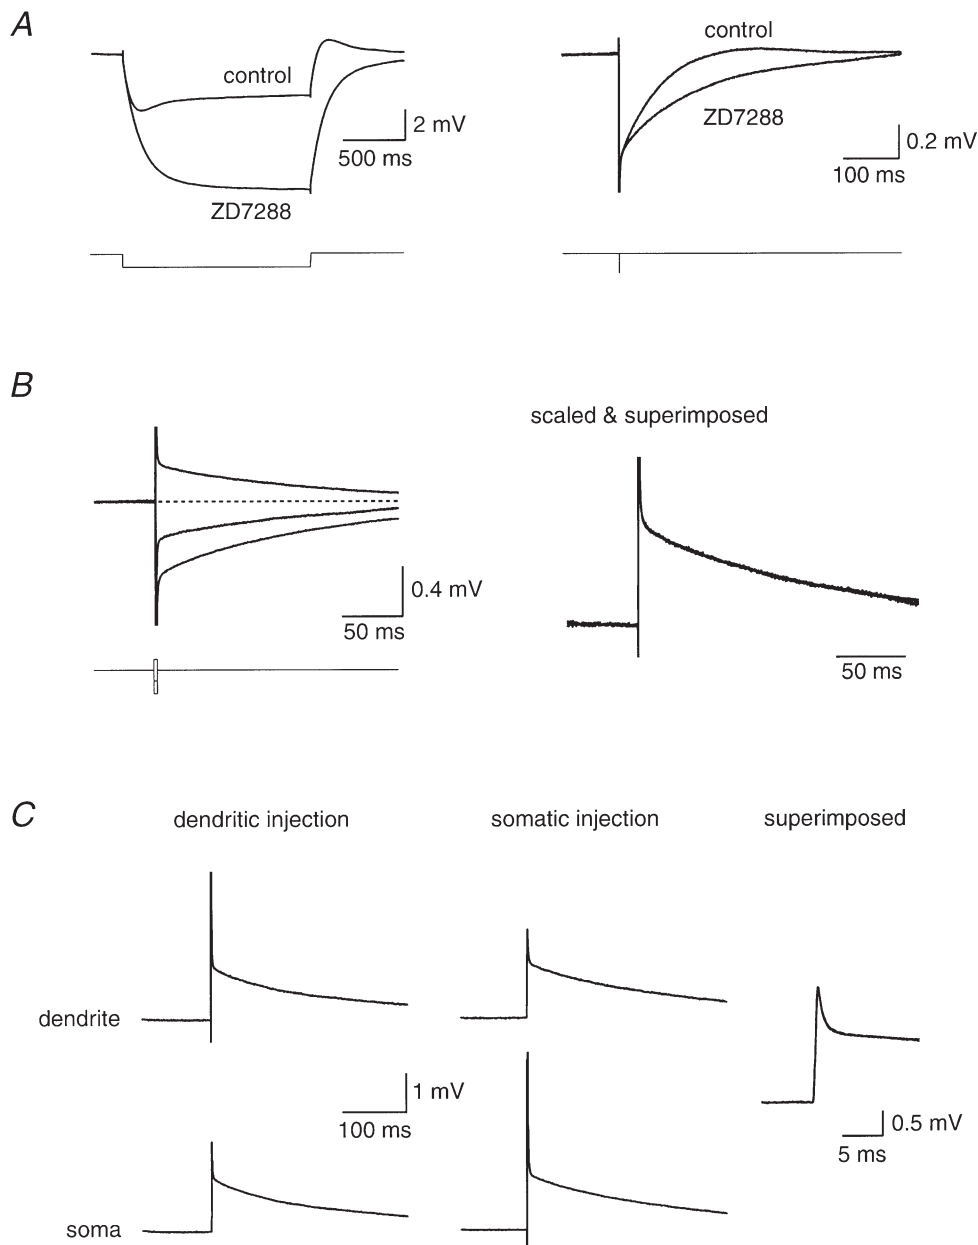 A
control
ZD7288
2 mV
500 ms
control
ZD7288
0.2 mV
100 ms
B
0.4 mV
50 ms
scaled & superimposed
50 ms
C
dendritic injection
somatic injection
superimposed
dendrite
1 mV
100 ms
soma
0.5 mV
5 ms